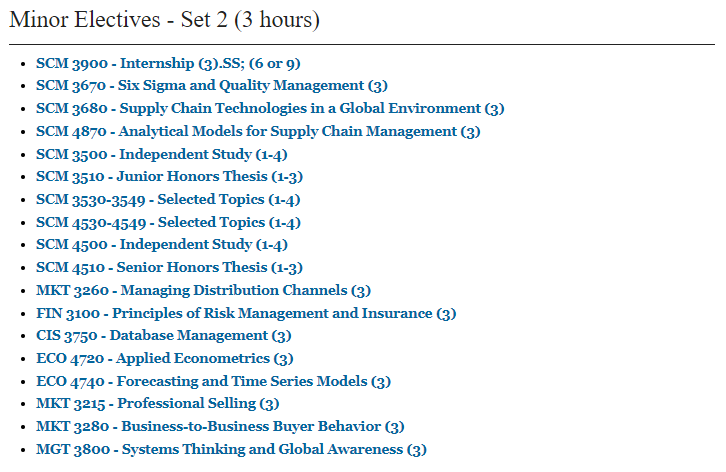 Minor Electives - Set 2 (3 hours)
SCM 3900 - Internship (3).SS; (6 or 9)
SCM 3670 - Six Sigma and Quality Management (3)
SCM 3680 - Supply Chain Technologies in a Global Environment (3)
SCM 4870 - Analytical Models for Supply Chain Management (3)
SCM 3500 - Independent Study (1-4)
SCM 3510 - Junior Honors Thesis (1-3)
SCM 3530-3549 - Selected Topics (1-4)
SCM 4530-4549 - Selected Topics (1-4)
SCM 4500 - Independent Study (1-4)
SCM 4510 - Senior Honors Thesis (1-3)
MKT 3260 - Managing Distribution Channels (3)
FIN 3100 - Principles of Risk Management and Insurance (3)
CIS 3750 - Database Management (3)
ECO 4720 - Applied Econometrics (3)
ECO 4740 - Forecasting and Time Series Models (3)
MKT 3215 - Professional Selling (3)
MKT 3280 - Business-to-Business Buyer Behavior (3)
MGT 3800 - Systems Thinking and Global Awareness (3)